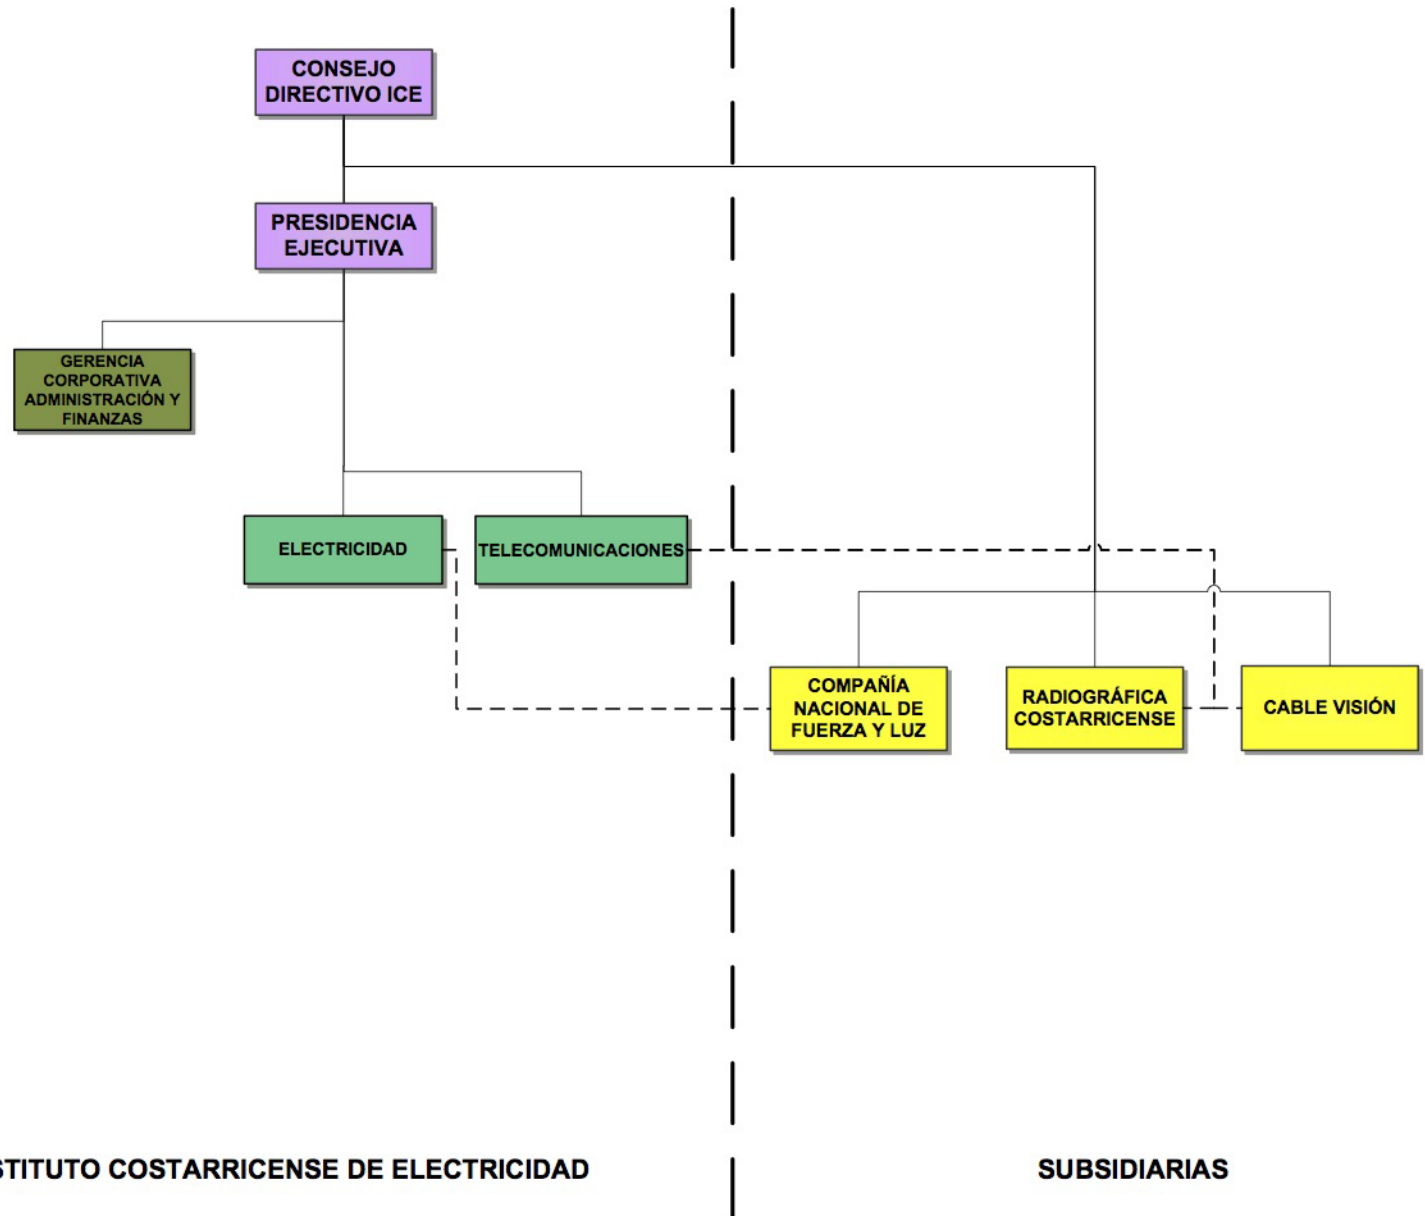 CONSEJO
DIRECTIVO ICE
PRESIDENCIA
EJECUTIVA
GERENCIA
CORPORATIVA
ADMINISTRACIÓN Y
FINANZAS
ELECTRICIDAD
TELECOMUNICACIONES
COMPAÑÍA
NACIONAL DE
FUERZA Y LUZ
RADIOGRÁFICA
COSTARRICENSE
CABLE VISIÓN
STITUTO COSTARRICENSE DE ELECTRICIDAD
SUBSIDIARIAS